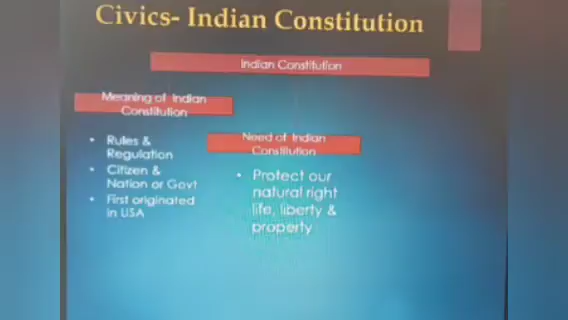 Civics- Indian Constitution
Indian Constitution
Meaning of Indian
Constitution
• Rules &
Regulation
• Citizen &
Nation or Govt
• First originated
in USA
Need of Indian
Constitution
• Protect our
natural right
life, liberty &
property